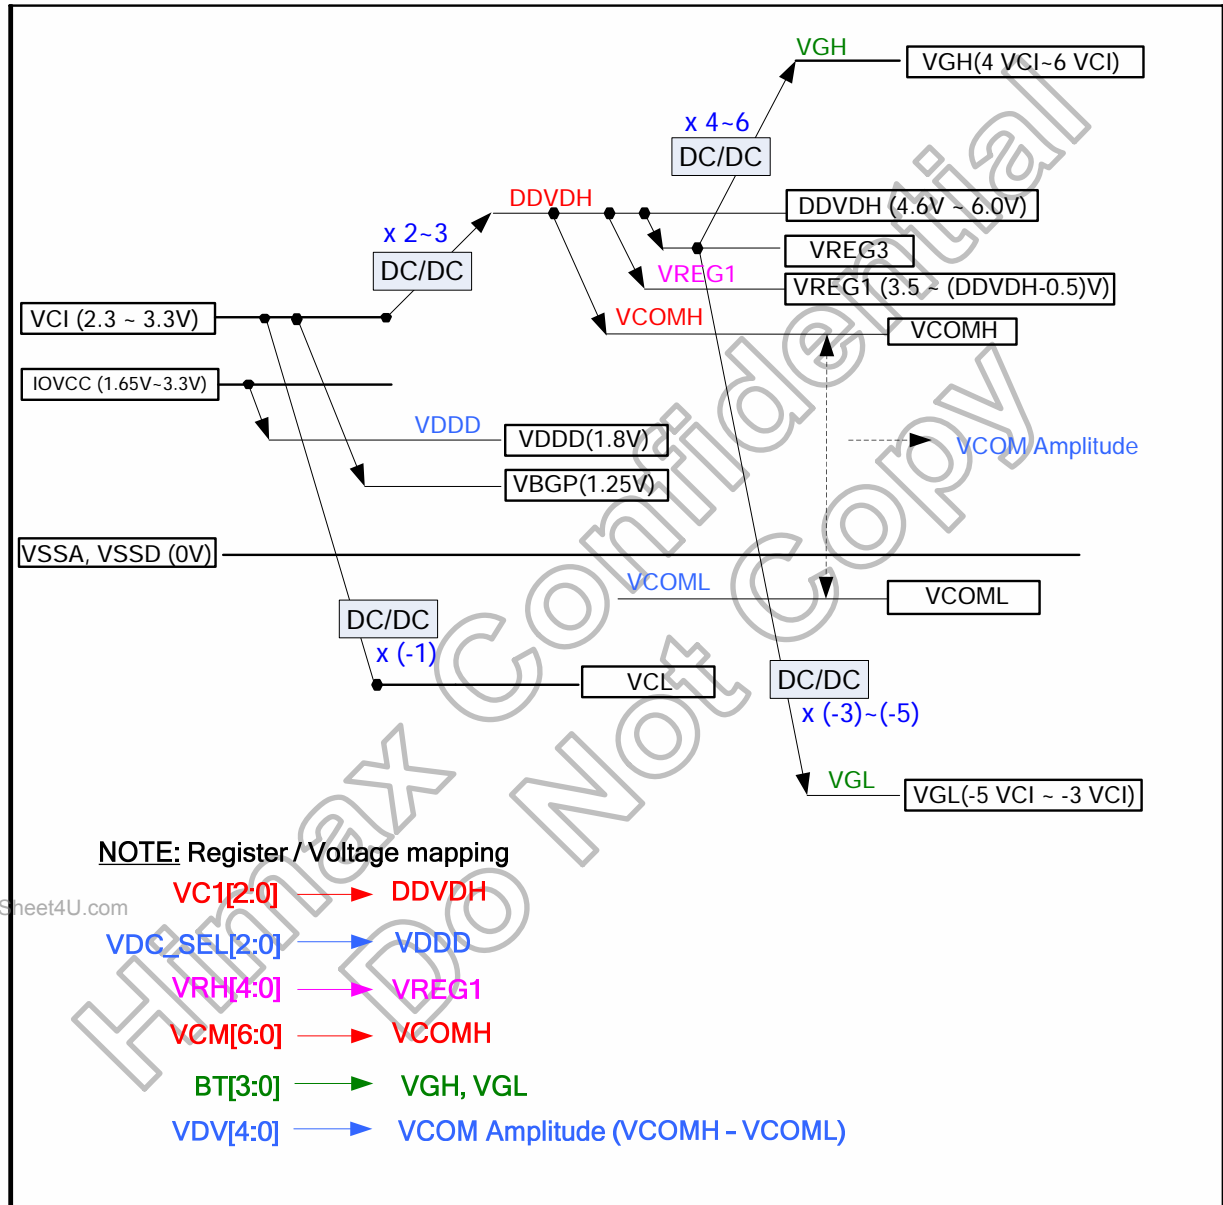 VGH
VGH(4 VCI~6 VCI)
x 4~6
DC/DC
DDVDH
DDVDH (4.6V ~ 6.0V)
x 2~3
DC/DC
VREG3
VREG1
VREG1 (3.5 ~ (DDVDH-0.5)V)
VCI (2.3 ~ 3.3V)
VCOMH
VCOMH
IOVCC (1.65V~3.3V)
VDDD
VDDD(1.8V)
VCOM Amplitude
VBGP(1.25V)
VSSA, VSSD (0V)
VCOML
VCOML
DC/DC
x (-1)
VCL
DC/DC
x (-3)~(-5)
VGL
VGL(-5 VCI ~ -3 VCI)
NOTE: Register / Voltage mapping
VC1[2:0] DDVDH
Sheet4U.com
VDC_SEL[2:0] VDDD
VRH[4:0] VREG1
VCM[6:0] VCOMH
BT[3:0] VGH, VGL
VDV[4:0] VCOM Amplitude (VCOMH - VCOML)
Himax Confidential
Do Not Copy